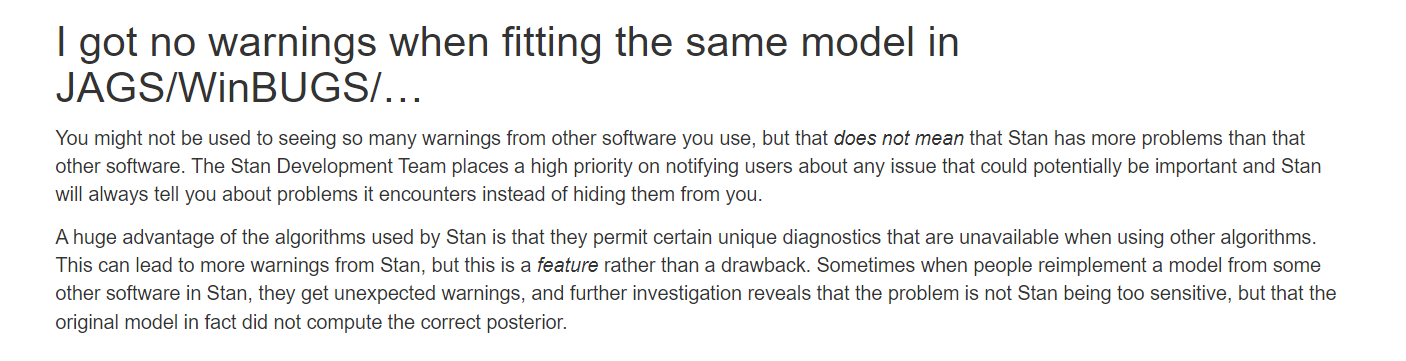 I got no warnings when fitting the same model in
JAGS/WinBUGS/…
You might not be used to seeing so many warnings from other software you use, but that does not mean that Stan has more problems than that
other software. The Stan Development Team places a high priority on notifying users about any issue that could potentially be important and Stan
will always tell you about problems it encounters instead of hiding them from you.
A huge advantage of the algorithms used by Stan is that they permit certain unique diagnostics that are unavailable when using other algorithms.
This can lead to more warnings from Stan, but this is a feature rather than a drawback. Sometimes when people reimplement a model from some
other software in Stan, they get unexpected warnings, and further investigation reveals that the problem is not Stan being too sensitive, but that the
original model in fact did not compute the correct posterior.